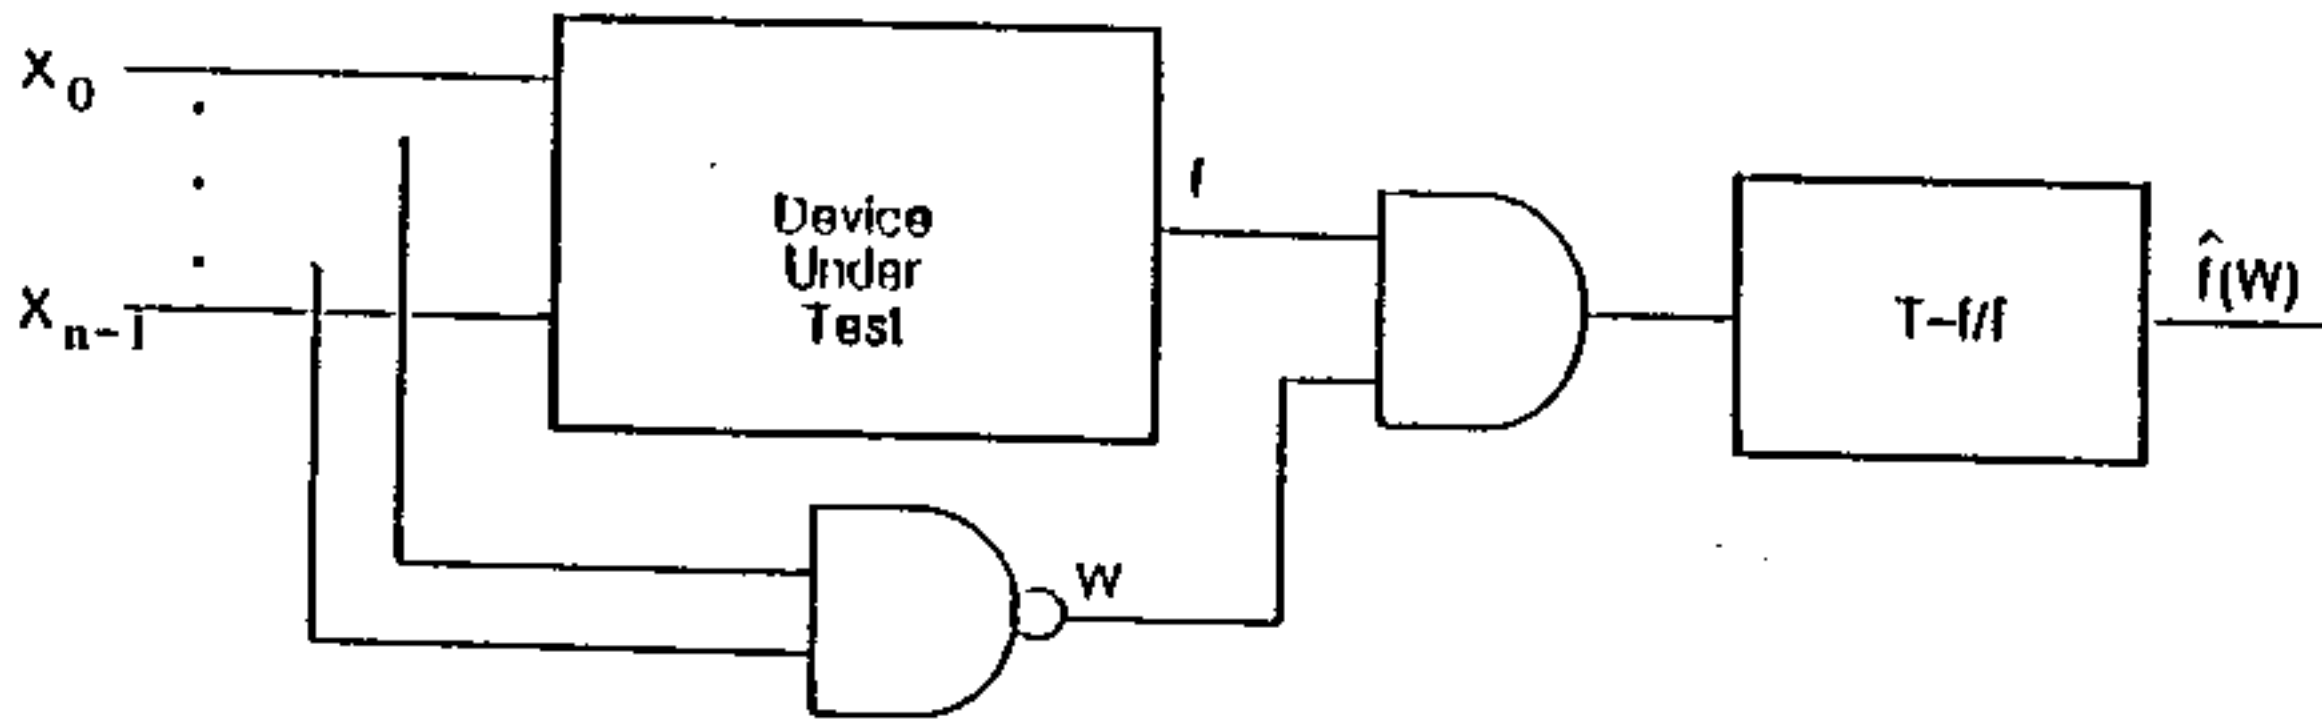 X0
Xn-1
Device
Under
Test
f
W
T-f/f
f̂(W)